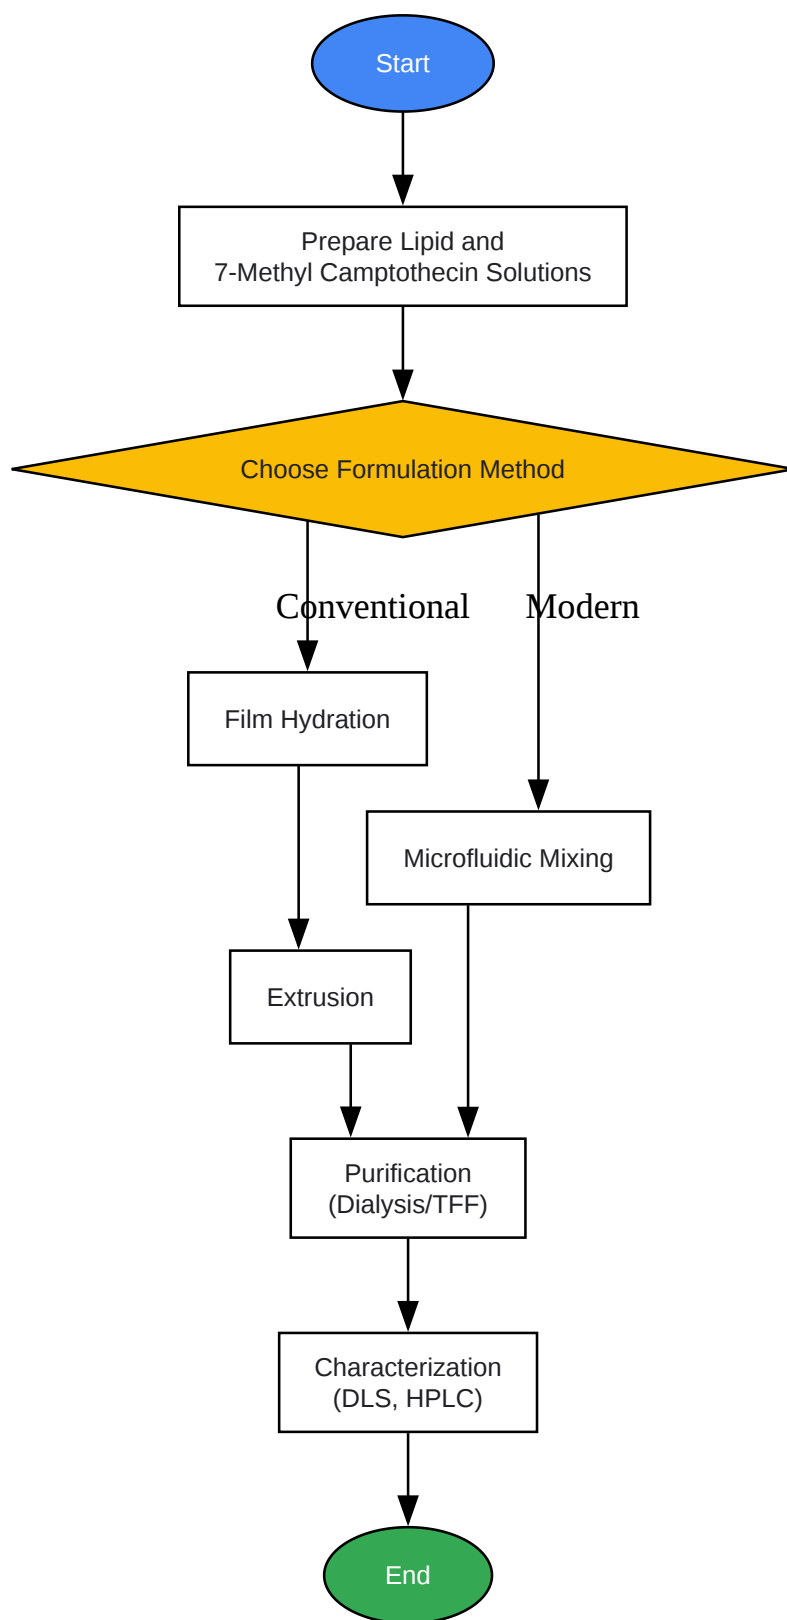 Start
Prepare Lipid and
7-Methyl Camptothecin Solutions
Choose Formulation Method
Conventional
Modern
Film Hydration
Microfluidic Mixing
Extrusion
Purification
(Dialysis/TFF)
Characterization
(DLS, HPLC)
End